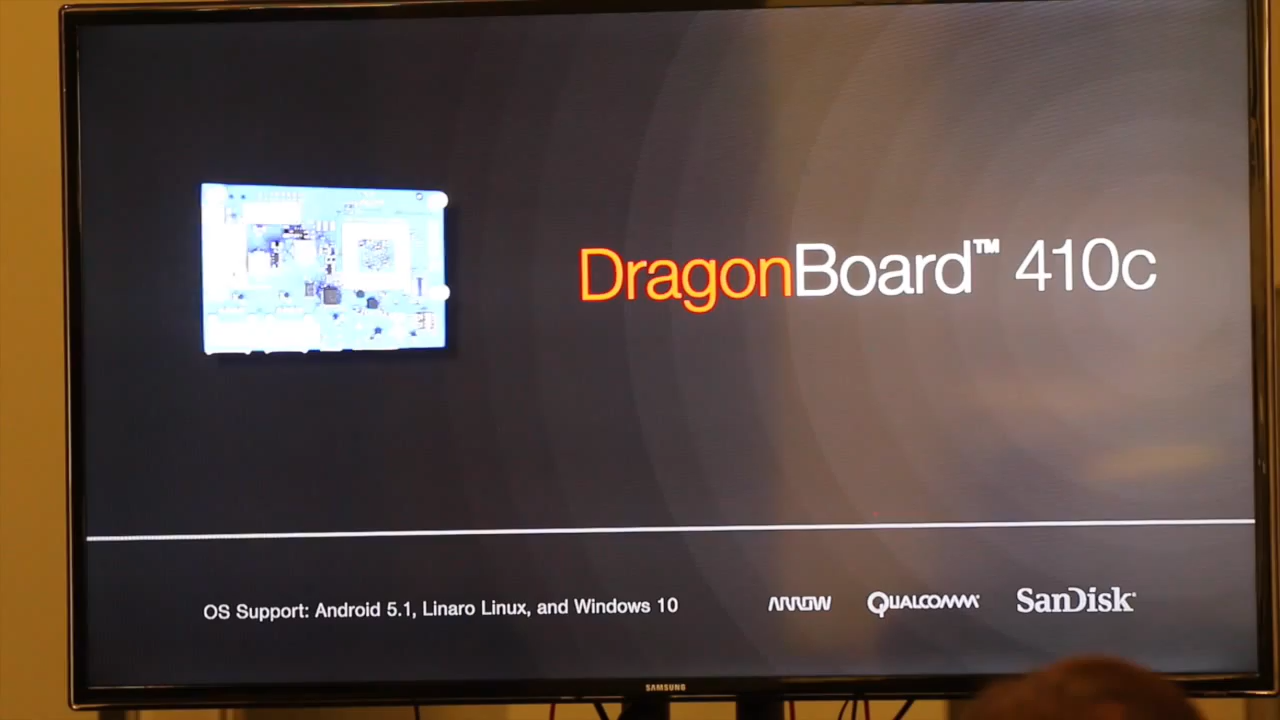 DragonBoard™ 410c
OS Support: Android 5.1, Linaro Linux, and Windows 10
ARROW
QUALCOMM
SanDisk
SAMSUNG